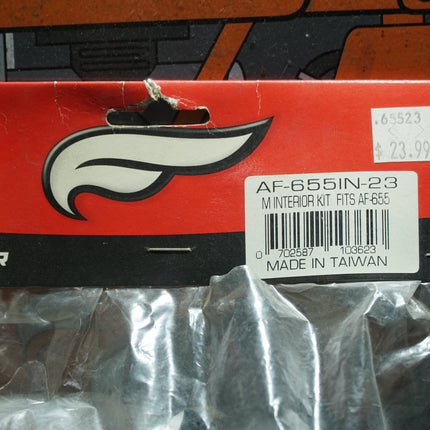 .65523
$ 23.99
AF-655IN-23
M INTERIOR KIT FITS AF-655
0 702587 103623
MADE IN TAIWAN
R